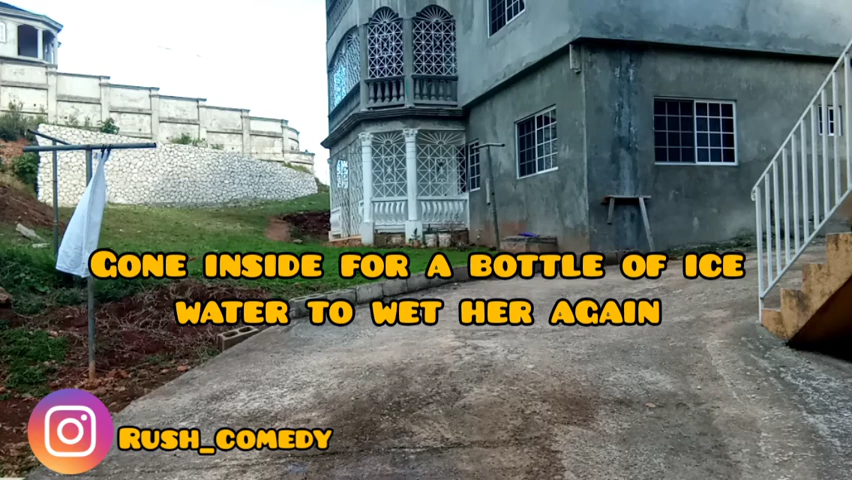 Gone inside for a bottle of ice
water to wet her again
Rush_comedy